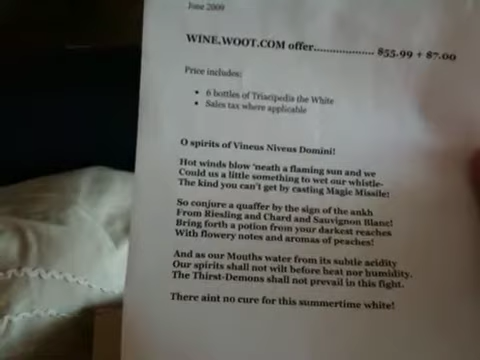 June 2009
WINE.WOOT.COM offer.................. $55.99 + $7.00
Price includes:
• 6 bottles of Triacipedis the White
• Sales tax where applicable
O spirits of Vineus Niveus Domini!
Hot winds blow 'neath a flaming sun and we
Could us a little something to wet our whistle-
The kind you can't get by casting Magic Missile!
So conjure a quaffer by the sign of the ankh
From Riesling and Chard and Sauvignon Blanc!
Bring forth a potion from your darkest reaches
With flowery notes and aromas of peaches!
And as our Mouths water from its subtle acidity
Our spirits shall not wilt before heat nor humidity.
The Thirst-Demons shall not prevail in this fight.
There aint no cure for this summertime white!